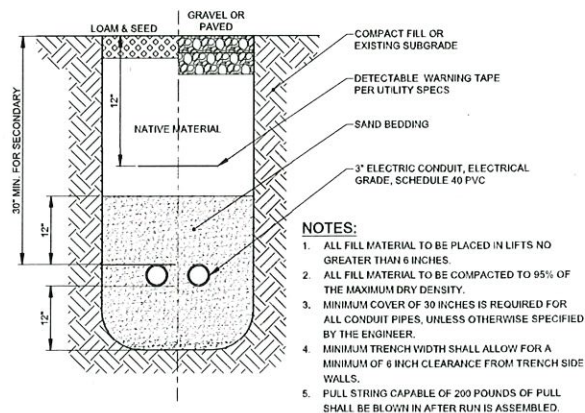 LOAM & SEED
GRAVEL OR
PAVED
COMPACT FILL OR
EXISTING SUBGRADE
DETECTABLE WARNING TAPE
PER UTILITY SPECS
SAND BEDDING
3" ELECTRIC CONDUIT, ELECTRICAL
GRADE, SCHEDULE 40 PVC
30" MIN. FOR SECONDARY
12"
NATIVE MATERIAL
12"
12"
NOTES:
1. ALL FILL MATERIAL TO BE PLACED IN LIFTS NO
GREATER THAN 6 INCHES.
2. ALL FILL MATERIAL TO BE COMPACTED TO 95% OF
THE MAXIMUM DRY DENSITY.
3. MINIMUM COVER OF 30 INCHES IS REQUIRED FOR
ALL CONDUIT PIPES, UNLESS OTHERWISE SPECIFIED
BY THE ENGINEER.
4. MINIMUM TRENCH WIDTH SHALL ALLOW FOR A
MINIMUM OF 6 INCH CLEARANCE FROM TRENCH SIDE
WALLS.
5. PULL STRING CAPABLE OF 200 POUNDS OF PULL
SHALL BE BLOWN IN AFTER RUN IS ASSEMBLED.